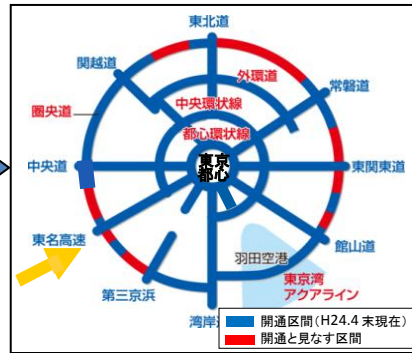 東北道
関越道
外環道
常磐道
中央環状線
圏央道
都心環状線
東京
都心
中央道
東関東道
東名高速
館山道
羽田空港
東京湾
アクアライン
第三京浜
湾岸
開通区間(H24.4 末現在)
開通と見なす区間